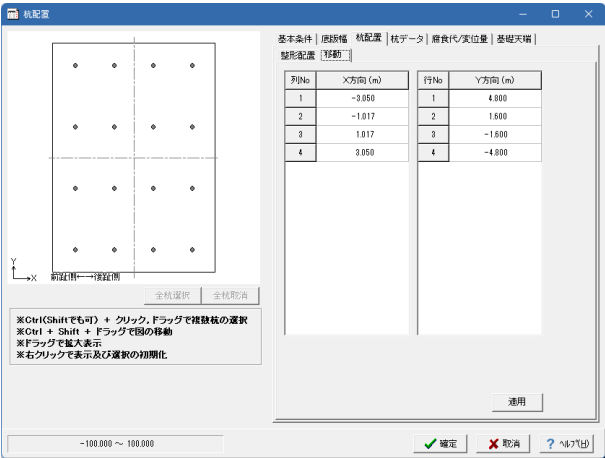 杭配置
基本条件 底版幅 杭配置 杭データ 腐食代/変位量 基礎天端
整形配置 移動
列No X方向(m) 行No Y方向(m)
1 -3.050 1 4.800
2 -1.017 2 1.600
3 1.017 3 -1.600
4 3.050 4 -4.800
Y
X 前趾側←→後趾側
全杭選択 全杭取消
※Ctrl(Shiftでも可) + クリック,ドラッグで複数杭の選択
※Ctrl + Shift + ドラッグで図の移動
※ドラッグで拡大表示
※右クリックで表示及び選択の初期化
適用
-100.000 ～ 100.000 確定 取消 ? ﾍﾙﾌﾟ(H)